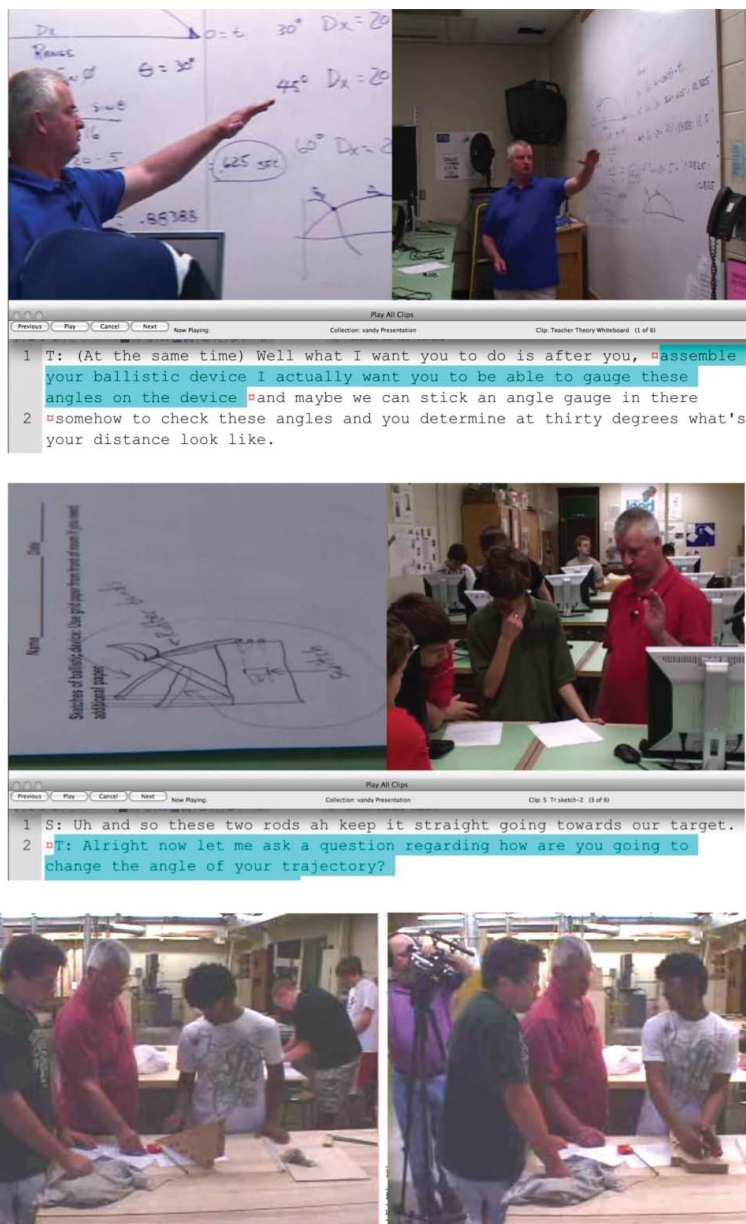 Dx
O=t
30° Dx=20
RANGE
θ=30°
45° Dx=20
SINθ
16
60° Dx=2
20 .5
.625 SEC
= .88388
Play All Clips
Previous Play Cancel Next Now Playing: Collection: vandy Presentation Clip: Teacher Theory Whiteboard (1 of 6)
1 T: (At the same time) Well what I want you to do is after you, ¤assemble
your ballistic device I actually want you to be able to gauge these
angles on the device ¤and maybe we can stick an angle gauge in there
2 ¤somehow to check these angles and you determine at thirty degrees what's
your distance look like.
Name Date
Sketches of ballistic device: Use grid paper from front of room if you need
additional paper
Rubber bands
Play All Clips
Previous Play Cancel Next Now Playing: Collection: vandy Presentation Clip: S Tr sketch-2 (3 of 6)
1 S: Uh and so these two rods ah keep it straight going towards our target.
2 ¤T: Alright now let me ask a question regarding how are you going to
change the angle of your trajectory?